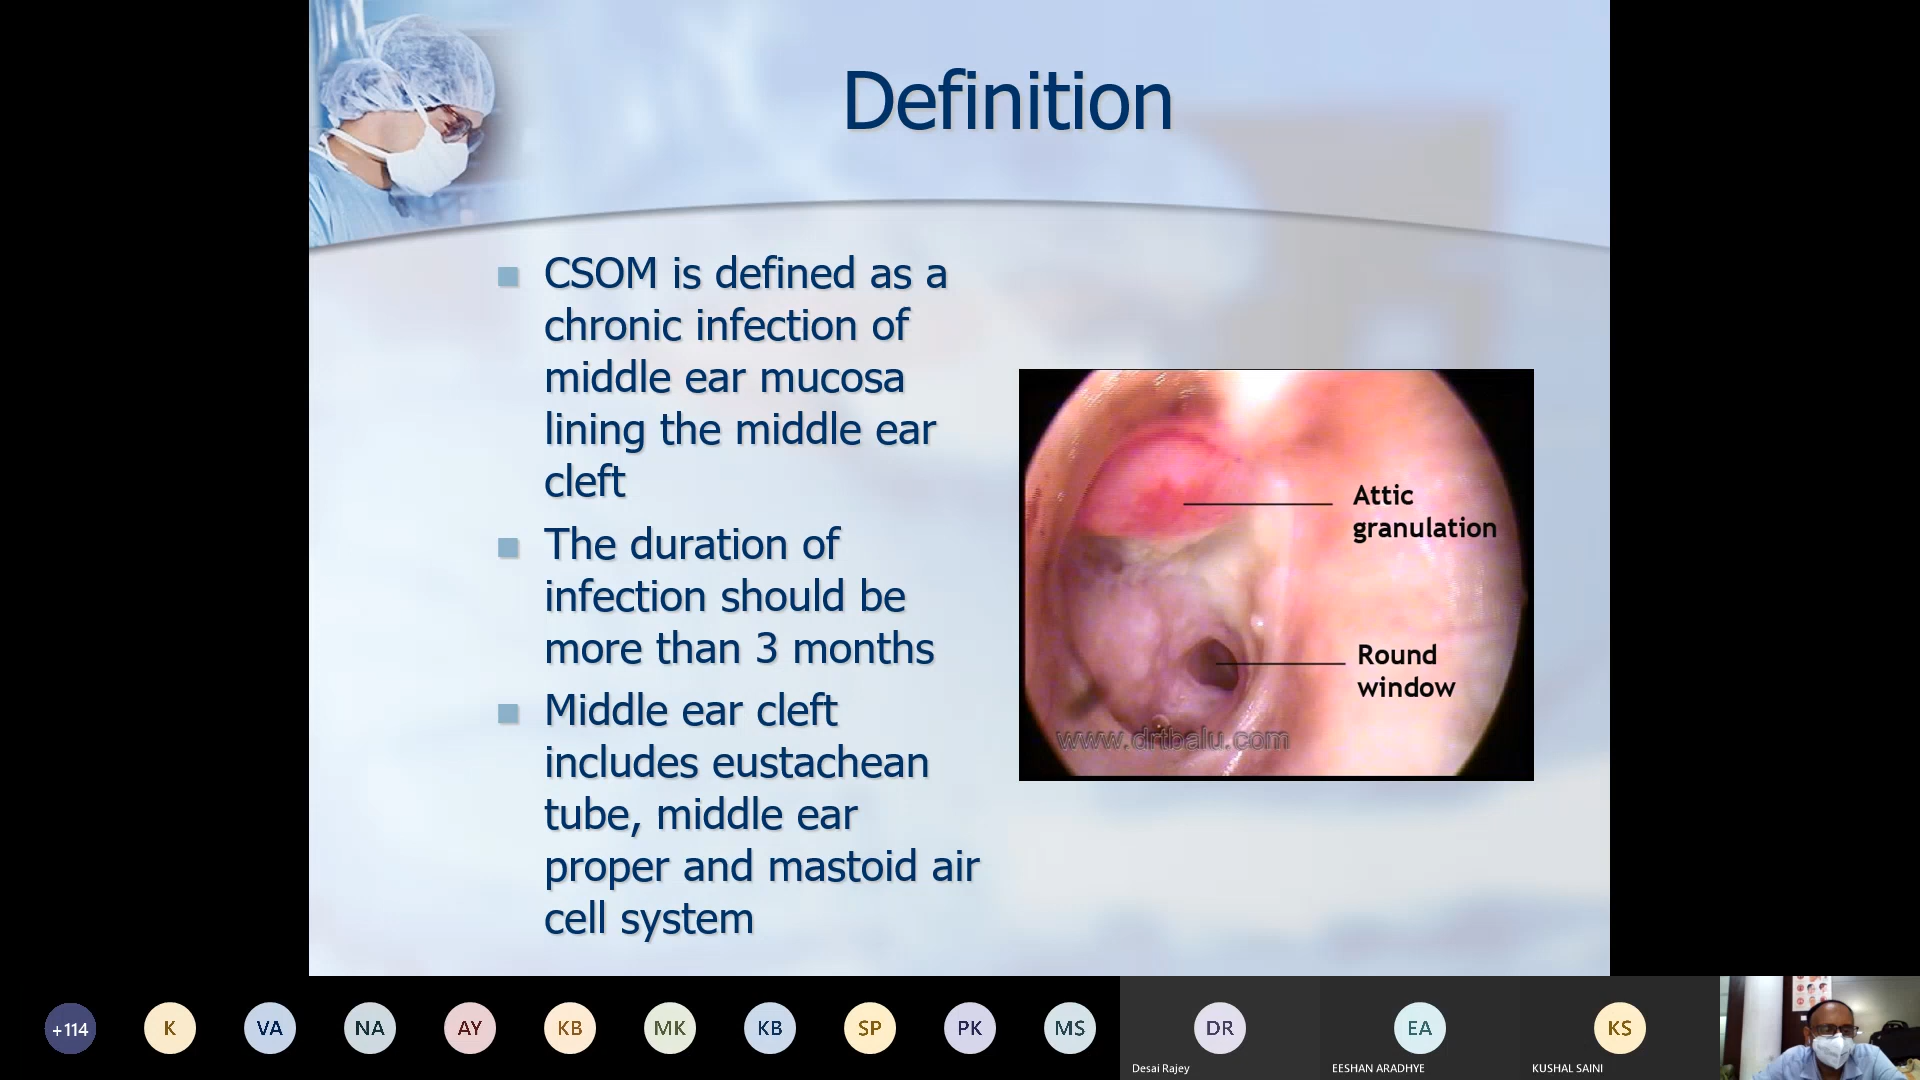 Definition
CSOM is defined as a
chronic infection of
middle ear mucosa
lining the middle ear
cleft
The duration of
infection should be
more than 3 months
Middle ear cleft
includes eustachean
tube, middle ear
proper and mastoid air
cell system
Attic
granulation
Round
window
www.drtbalu.com
+114
K
VA
NA
AY
KB
MK
KB
SP
PK
MS
DR
EA
KS
Desai Rajey
EESHAN ARADHYE
KUSHAL SAINI